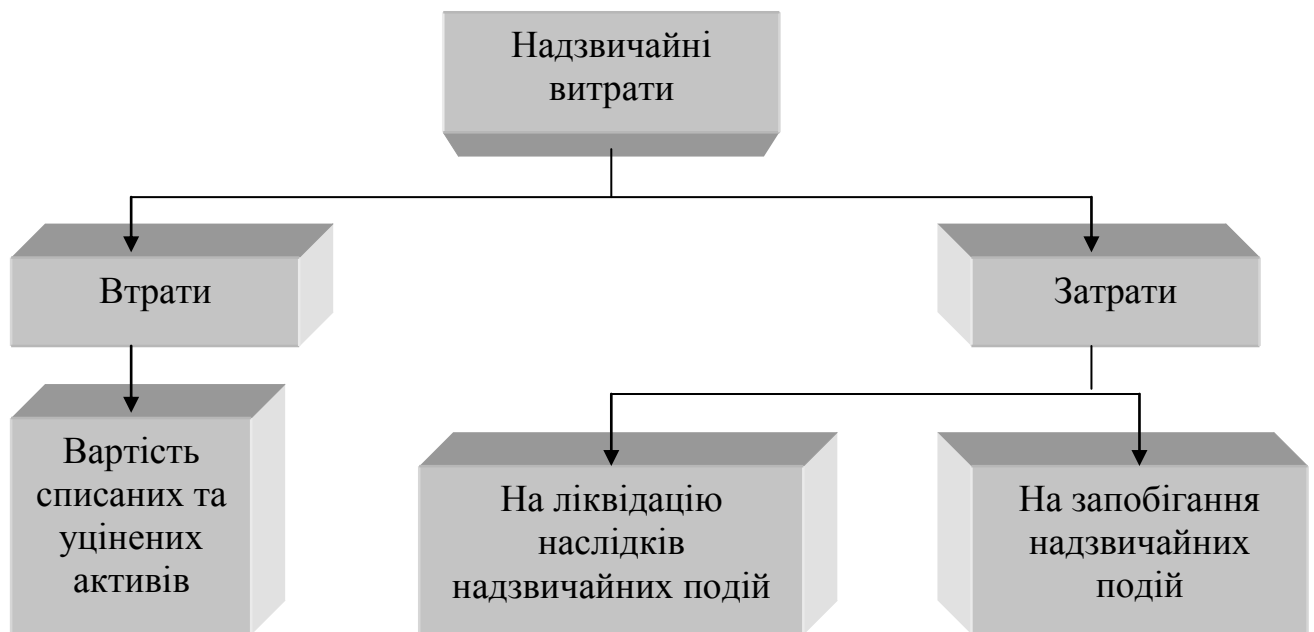 Надзвичайні
витрати
Втрати
Затрати
Вартість
списаних та
уцінених
активів
На ліквідацію
наслідків
надзвичайних подій
На запобігання
надзвичайних
подій